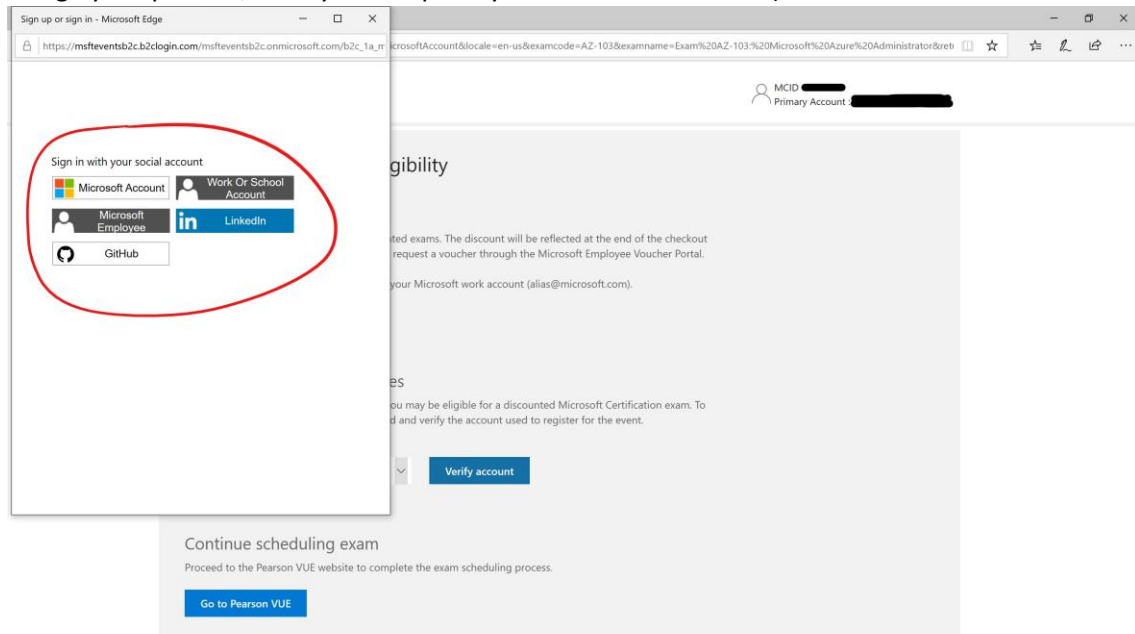 Sign up or sign in - Microsoft Edge
https://msfteventsb2c.b2clogin.com/msfteventsb2c.onmicrosoft.com/b2c_1a_m
icrosoftAccount&locale=en-us&examcode=AZ-103&examname=Exam%20AZ-103:%20Microsoft%20Azure%20Administrator&ret
MCID
Primary Account :
Sign in with your social account
Microsoft Account
Work Or School
Account
Microsoft
Employee
LinkedIn
GitHub
gibility
ted exams. The discount will be reflected at the end of the checkout
request a voucher through the Microsoft Employee Voucher Portal.
your Microsoft work account (alias@microsoft.com).
es
ou may be eligible for a discounted Microsoft Certification exam. To
d and verify the account used to register for the event.
Verify account
Continue scheduling exam
Proceed to the Pearson VUE website to complete the exam scheduling process.
Go to Pearson VUE